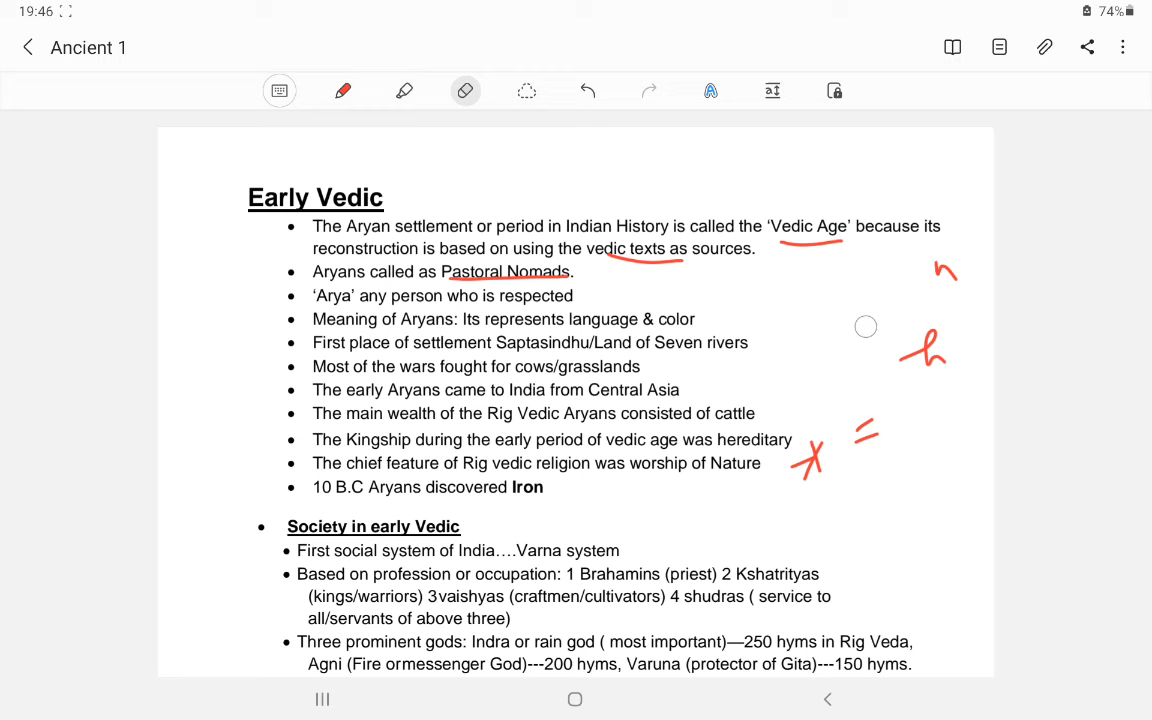 19:46
74%
Ancient 1
Early Vedic
• The Aryan settlement or period in Indian History is called the ‘Vedic Age’ because its
reconstruction is based on using the vedic texts as sources.
• Aryans called as Pastoral Nomads.
• ‘Arya’ any person who is respected
• Meaning of Aryans: Its represents language & color
• First place of settlement Saptasindhu/Land of Seven rivers
• Most of the wars fought for cows/grasslands
• The early Aryans came to India from Central Asia
• The main wealth of the Rig Vedic Aryans consisted of cattle
• The Kingship during the early period of vedic age was hereditary
• The chief feature of Rig vedic religion was worship of Nature
• 10 B.C Aryans discovered Iron
• Society in early Vedic
• First social system of India....Varna system
• Based on profession or occupation: 1 Brahamins (priest) 2 Kshatrityas
(kings/warriors) 3vaishyas (craftmen/cultivators) 4 shudras ( service to
all/servants of above three)
• Three prominent gods: Indra or rain god ( most important)—250 hyms in Rig Veda,
Agni (Fire ormessenger God)---200 hyms, Varuna (protector of Gita)---150 hyms.